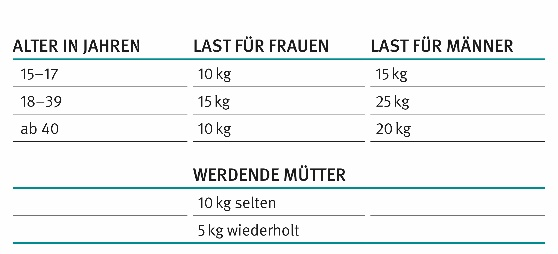 ALTER IN JAHREN LAST FÜR FRAUEN LAST FÜR MÄNNER
15–17 10 kg 15 kg
18–39 15 kg 25 kg
ab 40 10 kg 20 kg
WERDENDE MÜTTER
10 kg selten
5 kg wiederholt